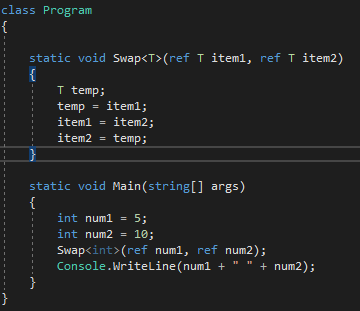 class Program
{
static void Swap<T>(ref T item1, ref T item2)
{
T temp;
temp = item1;
item1 = item2;
item2 = temp;
}
static void Main(string[] args)
{
int num1 = 5;
int num2 = 10;
Swap<int>(ref num1, ref num2);
Console.WriteLine(num1 + " " + num2);
}
}